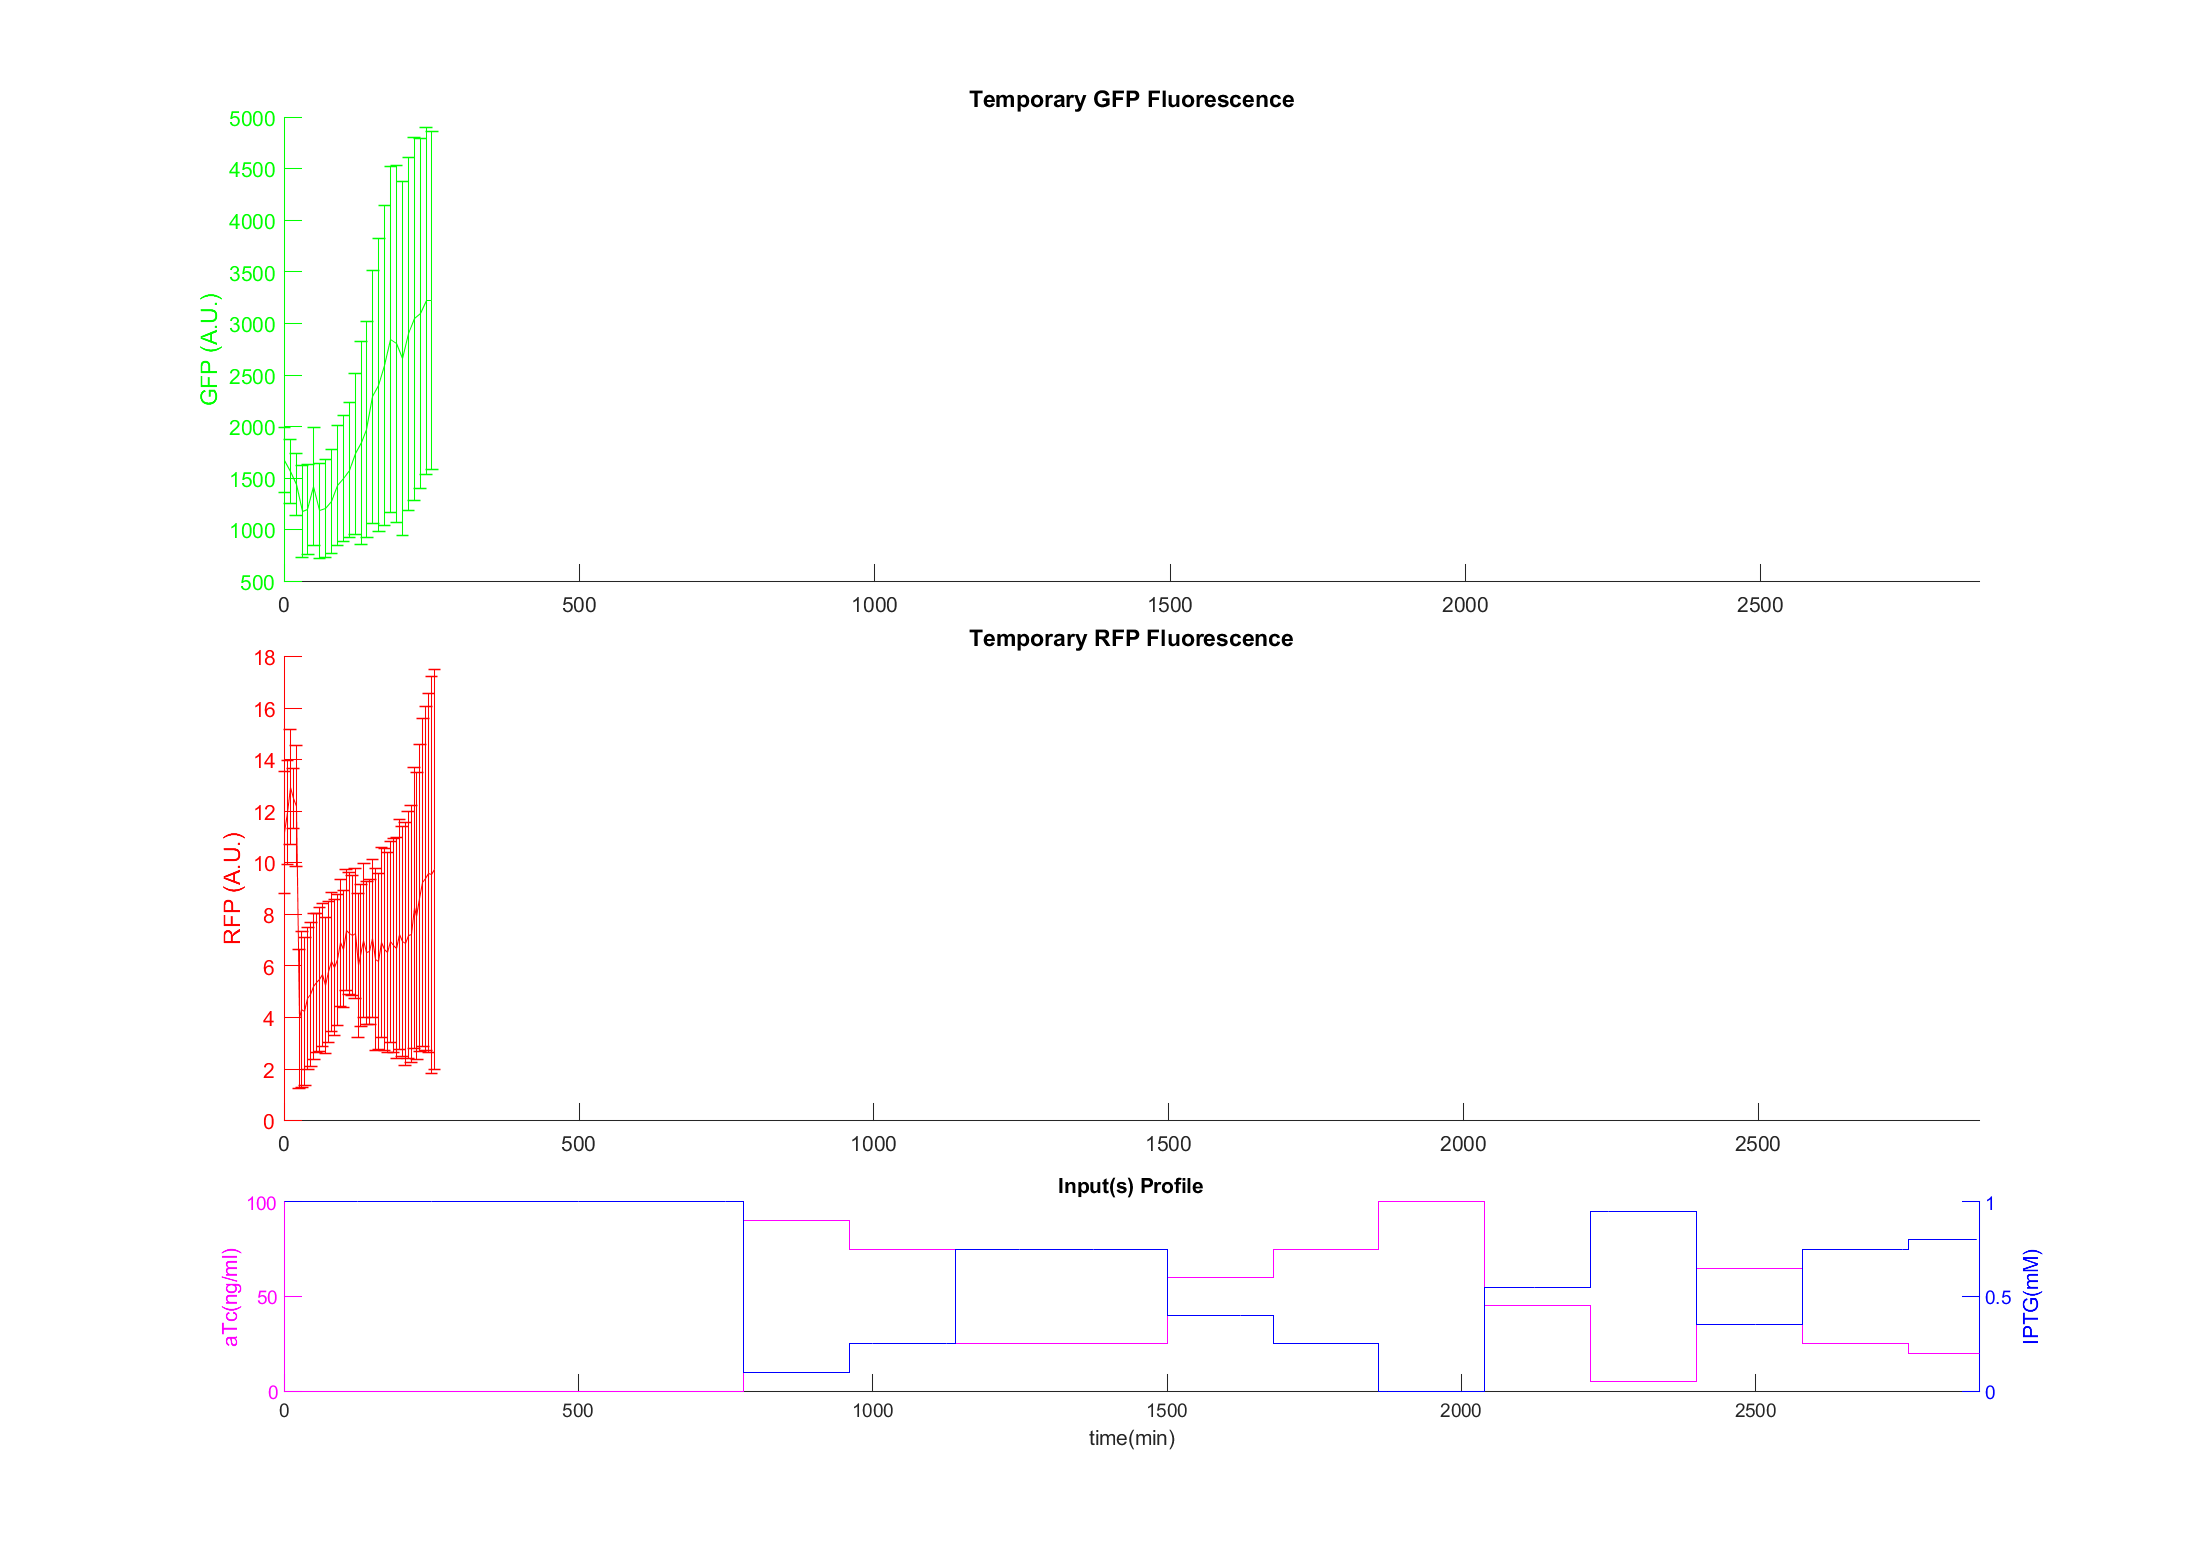 Temporary GFP Fluorescence
5000
4500
4000
3500
3000
2500
2000
1500
1000
500
GFP (A.U.)
0 500 1000 1500 2000 2500
Temporary RFP Fluorescence
18
16
14
12
10
8
6
4
2
0
RFP (A.U.)
0 500 1000 1500 2000 2500
Input(s) Profile
100
50
0
aTc(ng/ml)
1
0.5
0
IPTG(mM)
0 500 1000 1500 2000 2500
time(min)